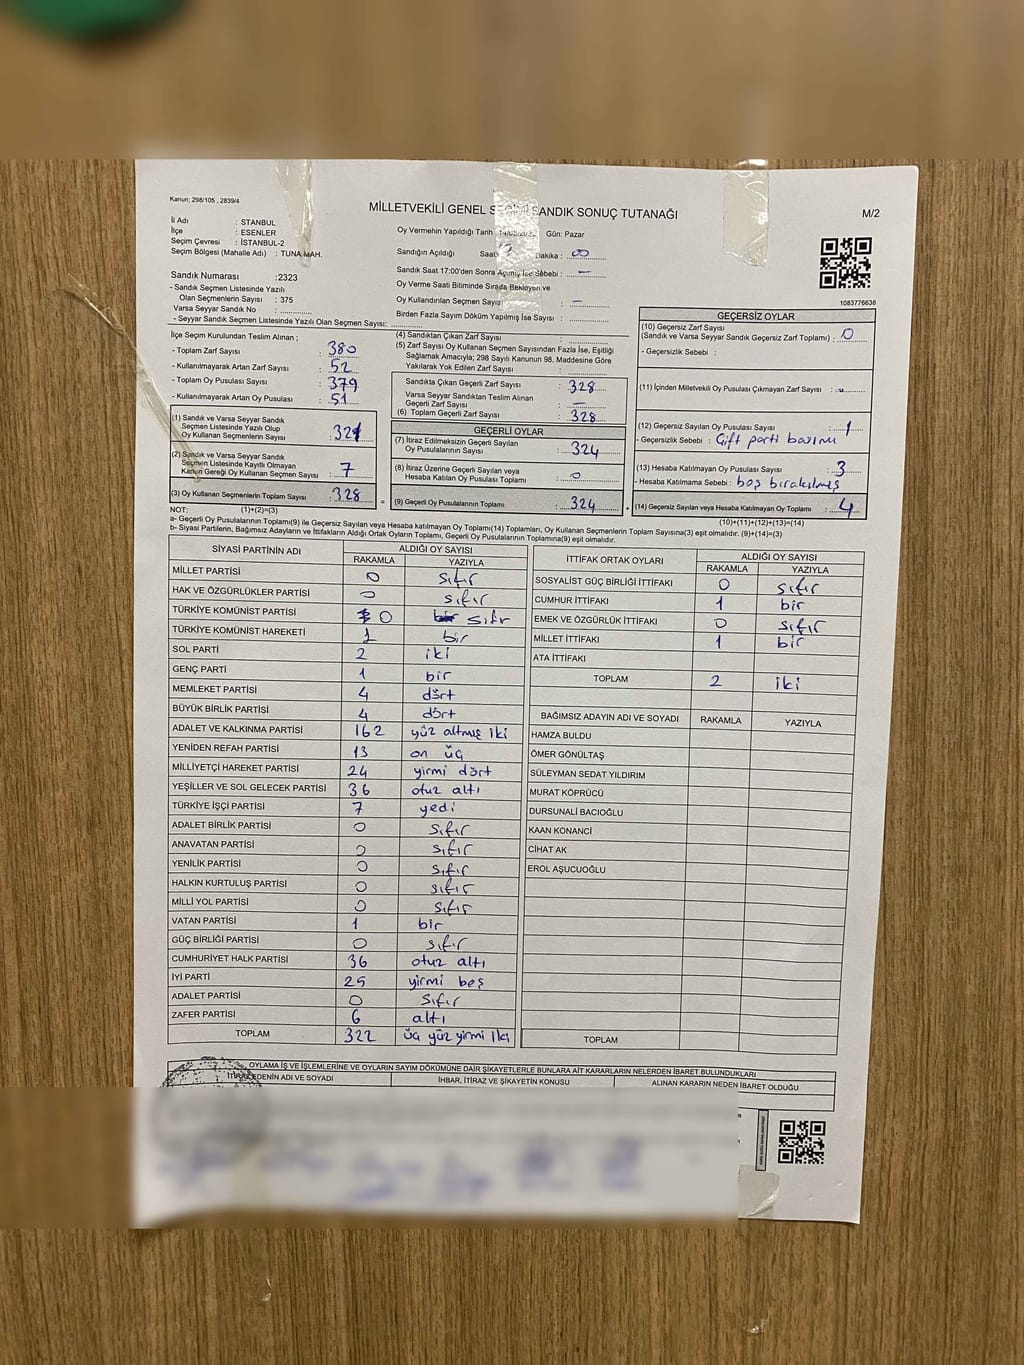 Kanun; 298/105 , 2839/4
MİLLETVEKİLİ GENEL SEÇİMİ SANDIK SONUÇ TUTANAĞI
M/2
İl Adı : STANBUL
İlçe : ESENLER
Seçim Çevresi : İSTANBUL-2
Seçim Bölgesi (Mahalle Adı) : TUNA MAH.
Oy Vermehin Yapıldığı Tarih Gün: Pazar
Sandığın Açıldığı Saat Dakika : 00
Sandık Saat 17:00'den Sonra Açılmış İse Sebebi : -
Oy Verme Saati Bitiminde Sırada Bekleyen ve
Oy Kullandırılan Seçmen Sayısı : -
Birden Fazla Sayım Döküm Yapılmış İse Sayısı :
1083776638
Sandık Numarası :2323
- Sandık Seçmen Listesinde Yazılı
Olan Seçmenlerin Sayısı : 375
Varsa Seyyar Sandık No :
- Seyyar Sandık Seçmen Listesinde Yazılı Olan Seçmen Sayısı:
İlçe Seçim Kurulundan Teslim Alınan ;
- Toplam Zarf Sayısı : 380
- Kullanılmayarak Artan Zarf Sayısı : 52
- Toplam Oy Pusulası Sayısı : 379
- Kullanılmayarak Artan Oy Pusulası : 51
(1) Sandık ve Varsa Seyyar Sandık
Seçmen Listesinde Yazılı Olup
Oy Kullanan Seçmenlerin Sayısı : 321
(2) Sandık ve Varsa Seyyar Sandık
Seçmen Listesinde Kayıtlı Olmayan
Kanun Gereği Oy Kullanan Seçmen Sayısı : 7
(3) Oy Kullanan Seçmenlerin Toplam Sayısı : 328
(4) Sandıktan Çıkan Zarf Sayısı :
(5) Zarf Sayısı Oy Kullanan Seçmen Sayısından Fazla İse, Eşitliği
Sağlamak Amacıyla; 298 Sayılı Kanunun 98. Maddesine Göre
Yakılarak Yok Edilen Zarf Sayısı :
Sandıkta Çıkan Geçerli Zarf Sayısı : 328
Varsa Seyyar Sandıktan Teslim Alınan
Geçerli Zarf Sayısı : -
(6) Toplam Geçerli Zarf Sayısı : 328
GEÇERLİ OYLAR
(7) İtiraz Edilmeksizin Geçerli Sayılan
Oy Pusulalarının Sayısı : 324
(8) İtiraz Üzerine Geçerli Sayılan veya
Hesaba Katılan Oy Pusulası Toplamı : 0
= (9) Geçerli Oy Pusulalarının Toplamı : 324
GEÇERSİZ OYLAR
(10) Geçersiz Zarf Sayısı
(Sandık ve Varsa Seyyar Sandık Geçersiz Zarf Toplamı) : 0
- Geçersizlik Sebebi :
(11) İçinden Milletvekili Oy Pusulası Çıkmayan Zarf Sayısı :
(12) Geçersiz Sayılan Oy Pusulası Sayısı : 1
- Geçersizlik Sebebi : Çift parti basımı
(13) Hesaba Katılmayan Oy Pusulası Sayısı : 3
- Hesaba Katılmama Sebebi : boş bırakılmış
(14) Geçersiz Sayılan veya Hesaba Katılmayan Oy Toplamı : 4
NOT: (1)+(2)=(3)
(10)+(11)+(12)+(13)=(14)
a- Geçerli Oy Pusulalarının Toplamı(9) ile Geçersiz Sayılan veya Hesaba katılmayan Oy Toplamı(14) Toplamları, Oy Kullanan Seçmenlerin Toplam Sayısına(3) eşit olmalıdır. (9)+(14)=(3)
b- Siyasi Partilerin, Bağımsız Adayların ve İttifakların Aldığı Ortak Oyların Toplamı, Geçerli Oy Pusulalarının Toplamına(9) eşit olmalıdır.
SİYASİ PARTİNİN ADI ALDIĞI OY SAYISI
RAKAMLA YAZIYLA
MİLLET PARTİSİ 0 sıfır
HAK VE ÖZGÜRLÜKLER PARTİSİ 0 sıfır
TÜRKİYE KOMÜNİST PARTİSİ 0 sıfır
TÜRKİYE KOMÜNİST HAREKETİ 1 bir
SOL PARTİ 2 iki
GENÇ PARTİ 1 bir
MEMLEKET PARTİSİ 4 dört
BÜYÜK BİRLİK PARTİSİ 4 dört
ADALET VE KALKINMA PARTİSİ 162 yüz altmış iki
YENİDEN REFAH PARTİSİ 13 on üç
MİLLİYETÇİ HAREKET PARTİSİ 24 yirmi dört
YEŞİLLER VE SOL GELECEK PARTİSİ 36 otuz altı
TÜRKİYE İŞÇİ PARTİSİ 7 yedi
ADALET BİRLİK PARTİSİ 0 sıfır
ANAVATAN PARTİSİ 0 sıfır
YENİLİK PARTİSİ 0 sıfır
HALKIN KURTULUŞ PARTİSİ 0 sıfır
MİLLİ YOL PARTİSİ 0 sıfır
VATAN PARTİSİ 1 bir
GÜÇ BİRLİĞİ PARTİSİ 0 sıfır
CUMHURİYET HALK PARTİSİ 36 otuz altı
İYİ PARTİ 25 yirmi beş
ADALET PARTİSİ 0 sıfır
ZAFER PARTİSİ 6 altı
TOPLAM 322 üç yüz yirmi iki
İTTİFAK ORTAK OYLARI ALDIĞI OY SAYISI
RAKAMLA YAZIYLA
SOSYALİST GÜÇ BİRLİĞİ İTTİFAKI 0 sıfır
CUMHUR İTTİFAKI 1 bir
EMEK VE ÖZGÜRLÜK İTTİFAKI 0 sıfır
MİLLET İTTİFAKI 1 bir
ATA İTTİFAKI
TOPLAM 2 iki
BAĞIMSIZ ADAYIN ADI VE SOYADI RAKAMLA YAZIYLA
HAMZA BULDU
ÖMER GÖNÜLTAŞ
SÜLEYMAN SEDAT YILDIRIM
MURAT KÖPRÜCÜ
DURSUNALİ BACIOĞLU
KAAN KONANCİ
CİHAT AK
EROL AŞUCUOĞLU
TOPLAM
OYLAMA İŞ VE İŞLEMLERİNE VE OYLARIN SAYIM DÖKÜMÜNE DAİR ŞİKAYETLERLE BUNLARA AİT KARARLARIN NELERDEN İBARET BULUNDUKLARI
İTİRAZ EDENİN ADI VE SOYADI İHBAR, İTİRAZ VE ŞİKAYETİN KONUSU ALINAN KARARIN NEDEN İBARET OLDUĞU